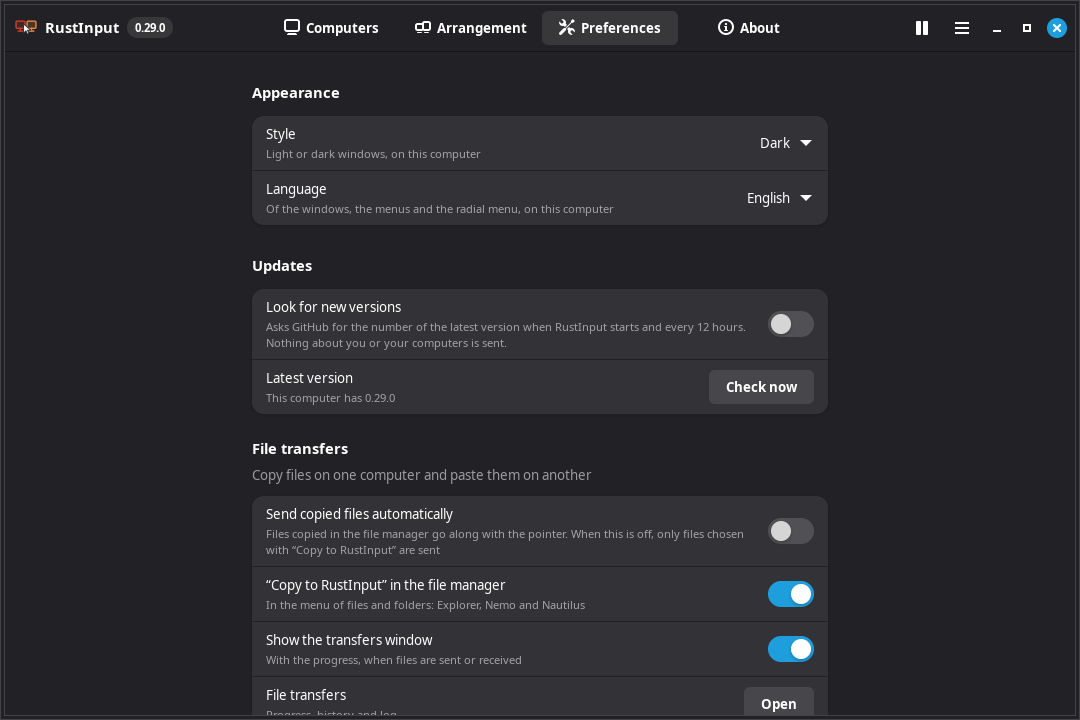 RustInput 0.29.0
Computers
Arrangement
Preferences
About
Appearance
Style
Light or dark windows, on this computer
Dark
Language
Of the windows, the menus and the radial menu, on this computer
English
Updates
Look for new versions
Asks GitHub for the number of the latest version when RustInput starts and every 12 hours.
Nothing about you or your computers is sent.
Latest version
This computer has 0.29.0
Check now
File transfers
Copy files on one computer and paste them on another
Send copied files automatically
Files copied in the file manager go along with the pointer. When this is off, only files chosen
with “Copy to RustInput” are sent
“Copy to RustInput” in the file manager
In the menu of files and folders: Explorer, Nemo and Nautilus
Show the transfers window
With the progress, when files are sent or received
File transfers
Progress, history and log
Open